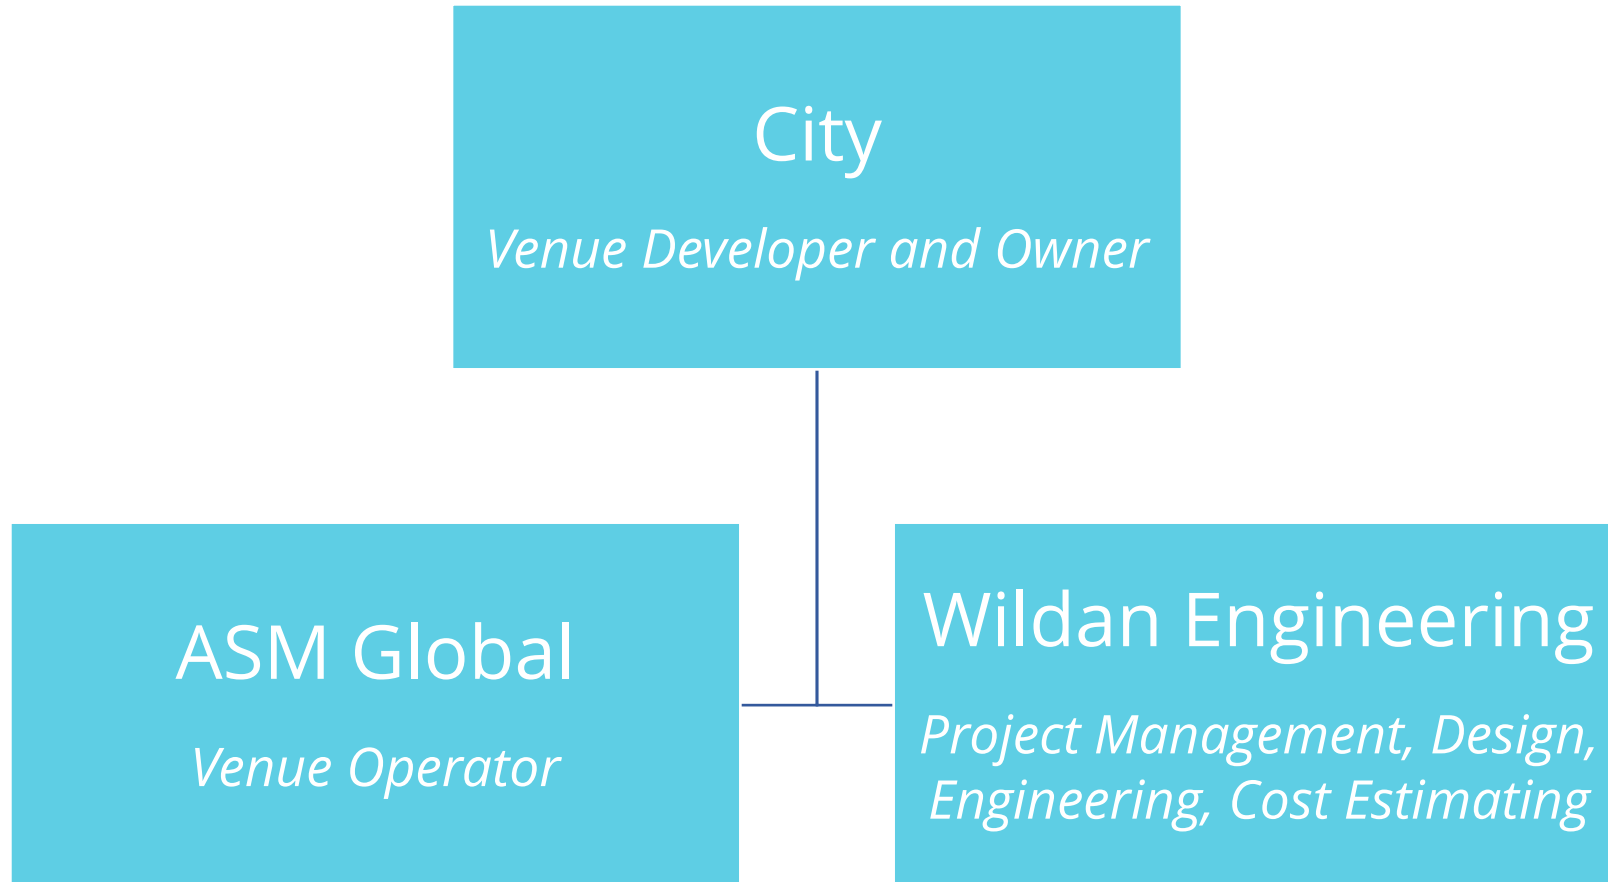 City
Venue Developer and Owner
ASM Global
Venue Operator
Wildan Engineering
Project Management, Design,
Engineering, Cost Estimating